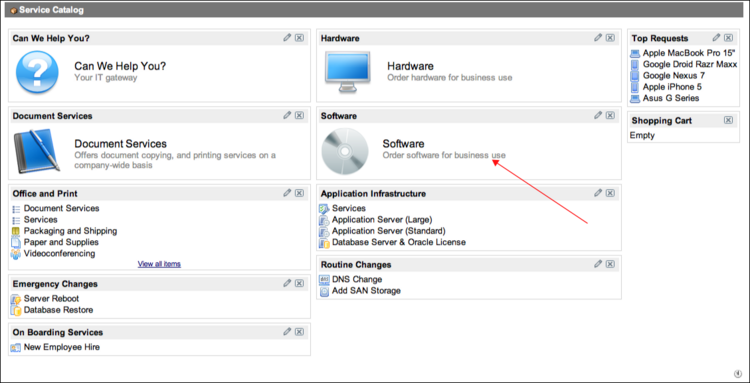 Service Catalog
Can We Help You?
Can We Help You?
Your IT gateway
Document Services
Document Services
Offers document copying, and printing services on a
company-wide basis
Office and Print
Document Services
Services
Packaging and Shipping
Paper and Supplies
Videoconferencing
View all items
Emergency Changes
Server Reboot
Database Restore
On Boarding Services
New Employee Hire
Hardware
Hardware
Order hardware for business use
Software
Software
Order software for business use
Application Infrastructure
Services
Application Server (Large)
Application Server (Standard)
Database Server & Oracle License
Routine Changes
DNS Change
Add SAN Storage
Top Requests
Apple MacBook Pro 15"
Google Droid Razr Maxx
Google Nexus 7
Apple iPhone 5
Asus G Series
Shopping Cart
Empty